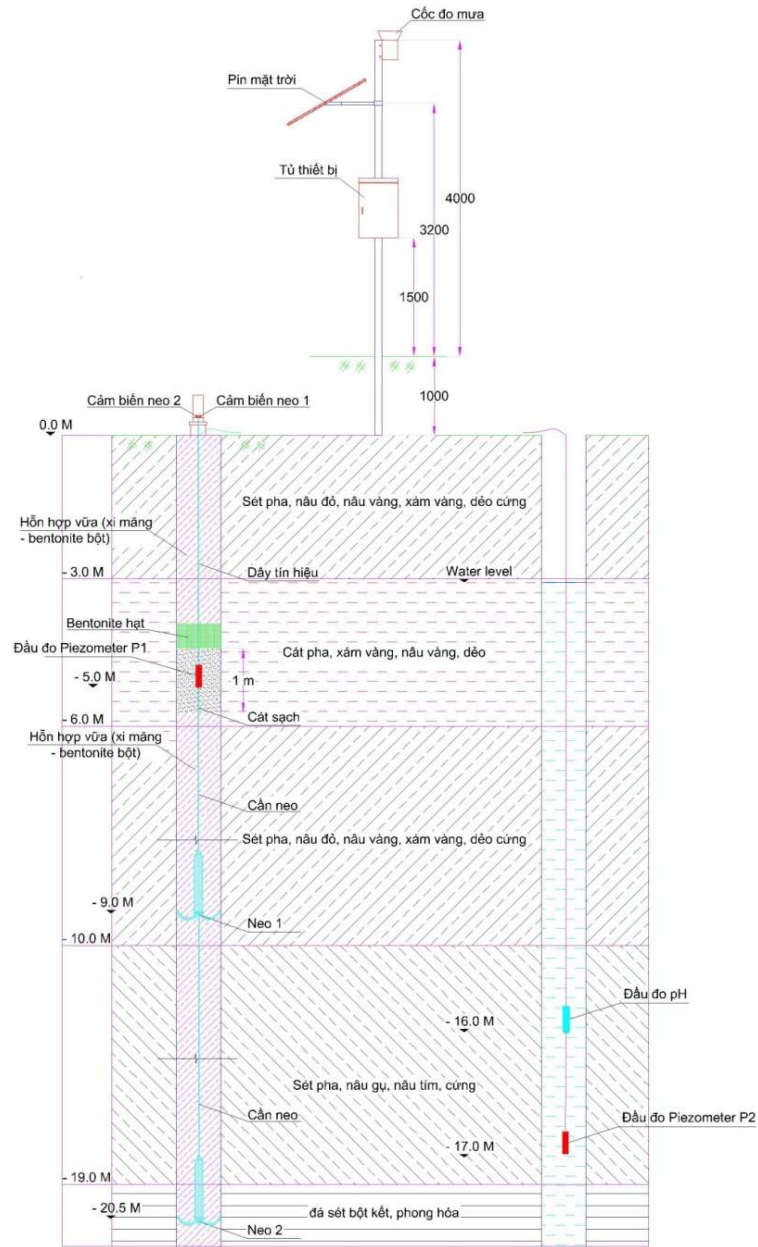 Cốc đo mưa
Pin mặt trời
Tủ thiết bị
4000
3200
1500
1000
Cảm biến neo 2
Cảm biến neo 1
0.0 M
Sét pha, nâu đỏ, nâu vàng, xám vàng, dẻo cứng
Hỗn hợp vữa (xi măng
- bentonite bột)
Dây tín hiệu
Water level
- 3.0 M
Bentonite hạt
Đầu đo Piezometer P1
Cát pha, xám vàng, nâu vàng, dẻo
- 5.0 M
1 m
Cát sạch
- 6.0 M
Hỗn hợp vữa (xi măng
- bentonite bột)
Cần neo
Sét pha, nâu đỏ, nâu vàng, xám vàng, dẻo cứng
- 9.0 M
Neo 1
- 10.0 M
Đầu đo pH
- 16.0 M
Sét pha, nâu gụ, nâu tím, cứng
Cần neo
Đầu đo Piezometer P2
- 17.0 M
- 19.0 M
- 20.5 M
đá sét bột kết, phong hóa
Neo 2